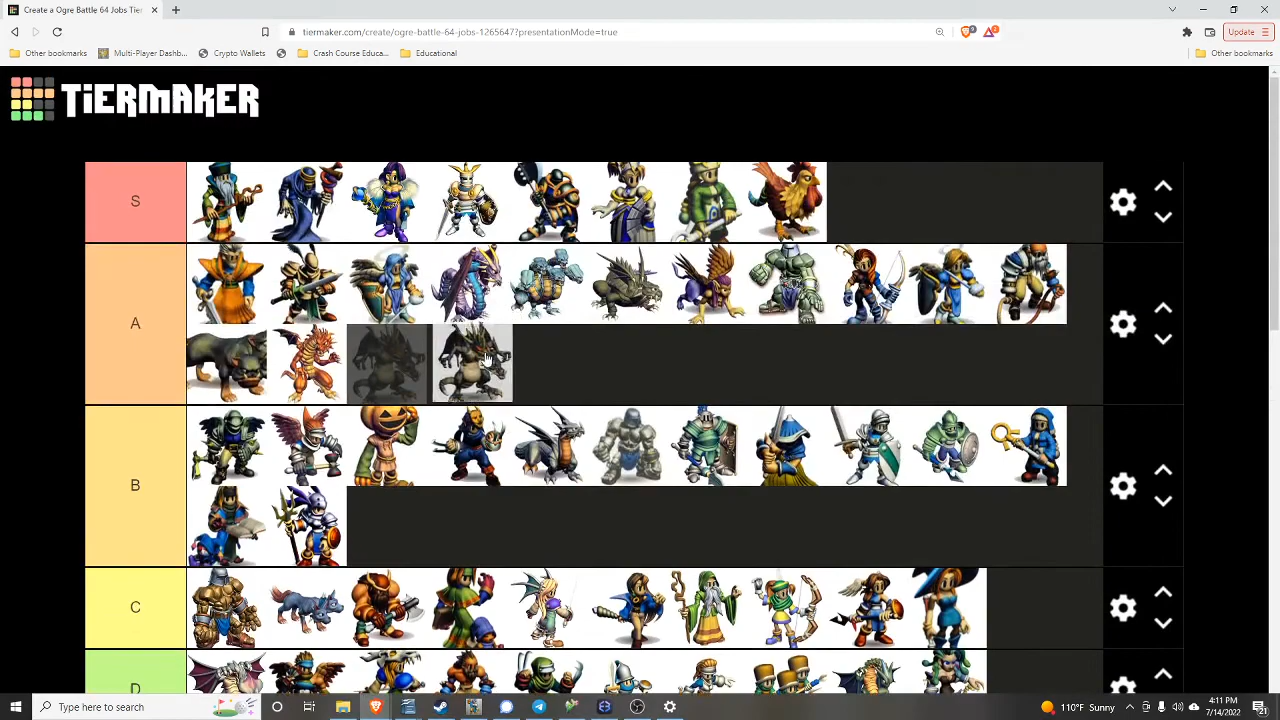 Create a Ogre Battle 64 Jobs Tier
tiermaker.com/create/ogre-battle-64-jobs-1265647?presentationMode=true
Update
Other bookmarks
Multi-Player Dashb...
Crypto Wallets
Crash Course Educa...
Educational
Other bookmarks
TiERMAKER
S
A
B
C
D
Type here to search
110°F Sunny
4:11 PM
7/14/2022